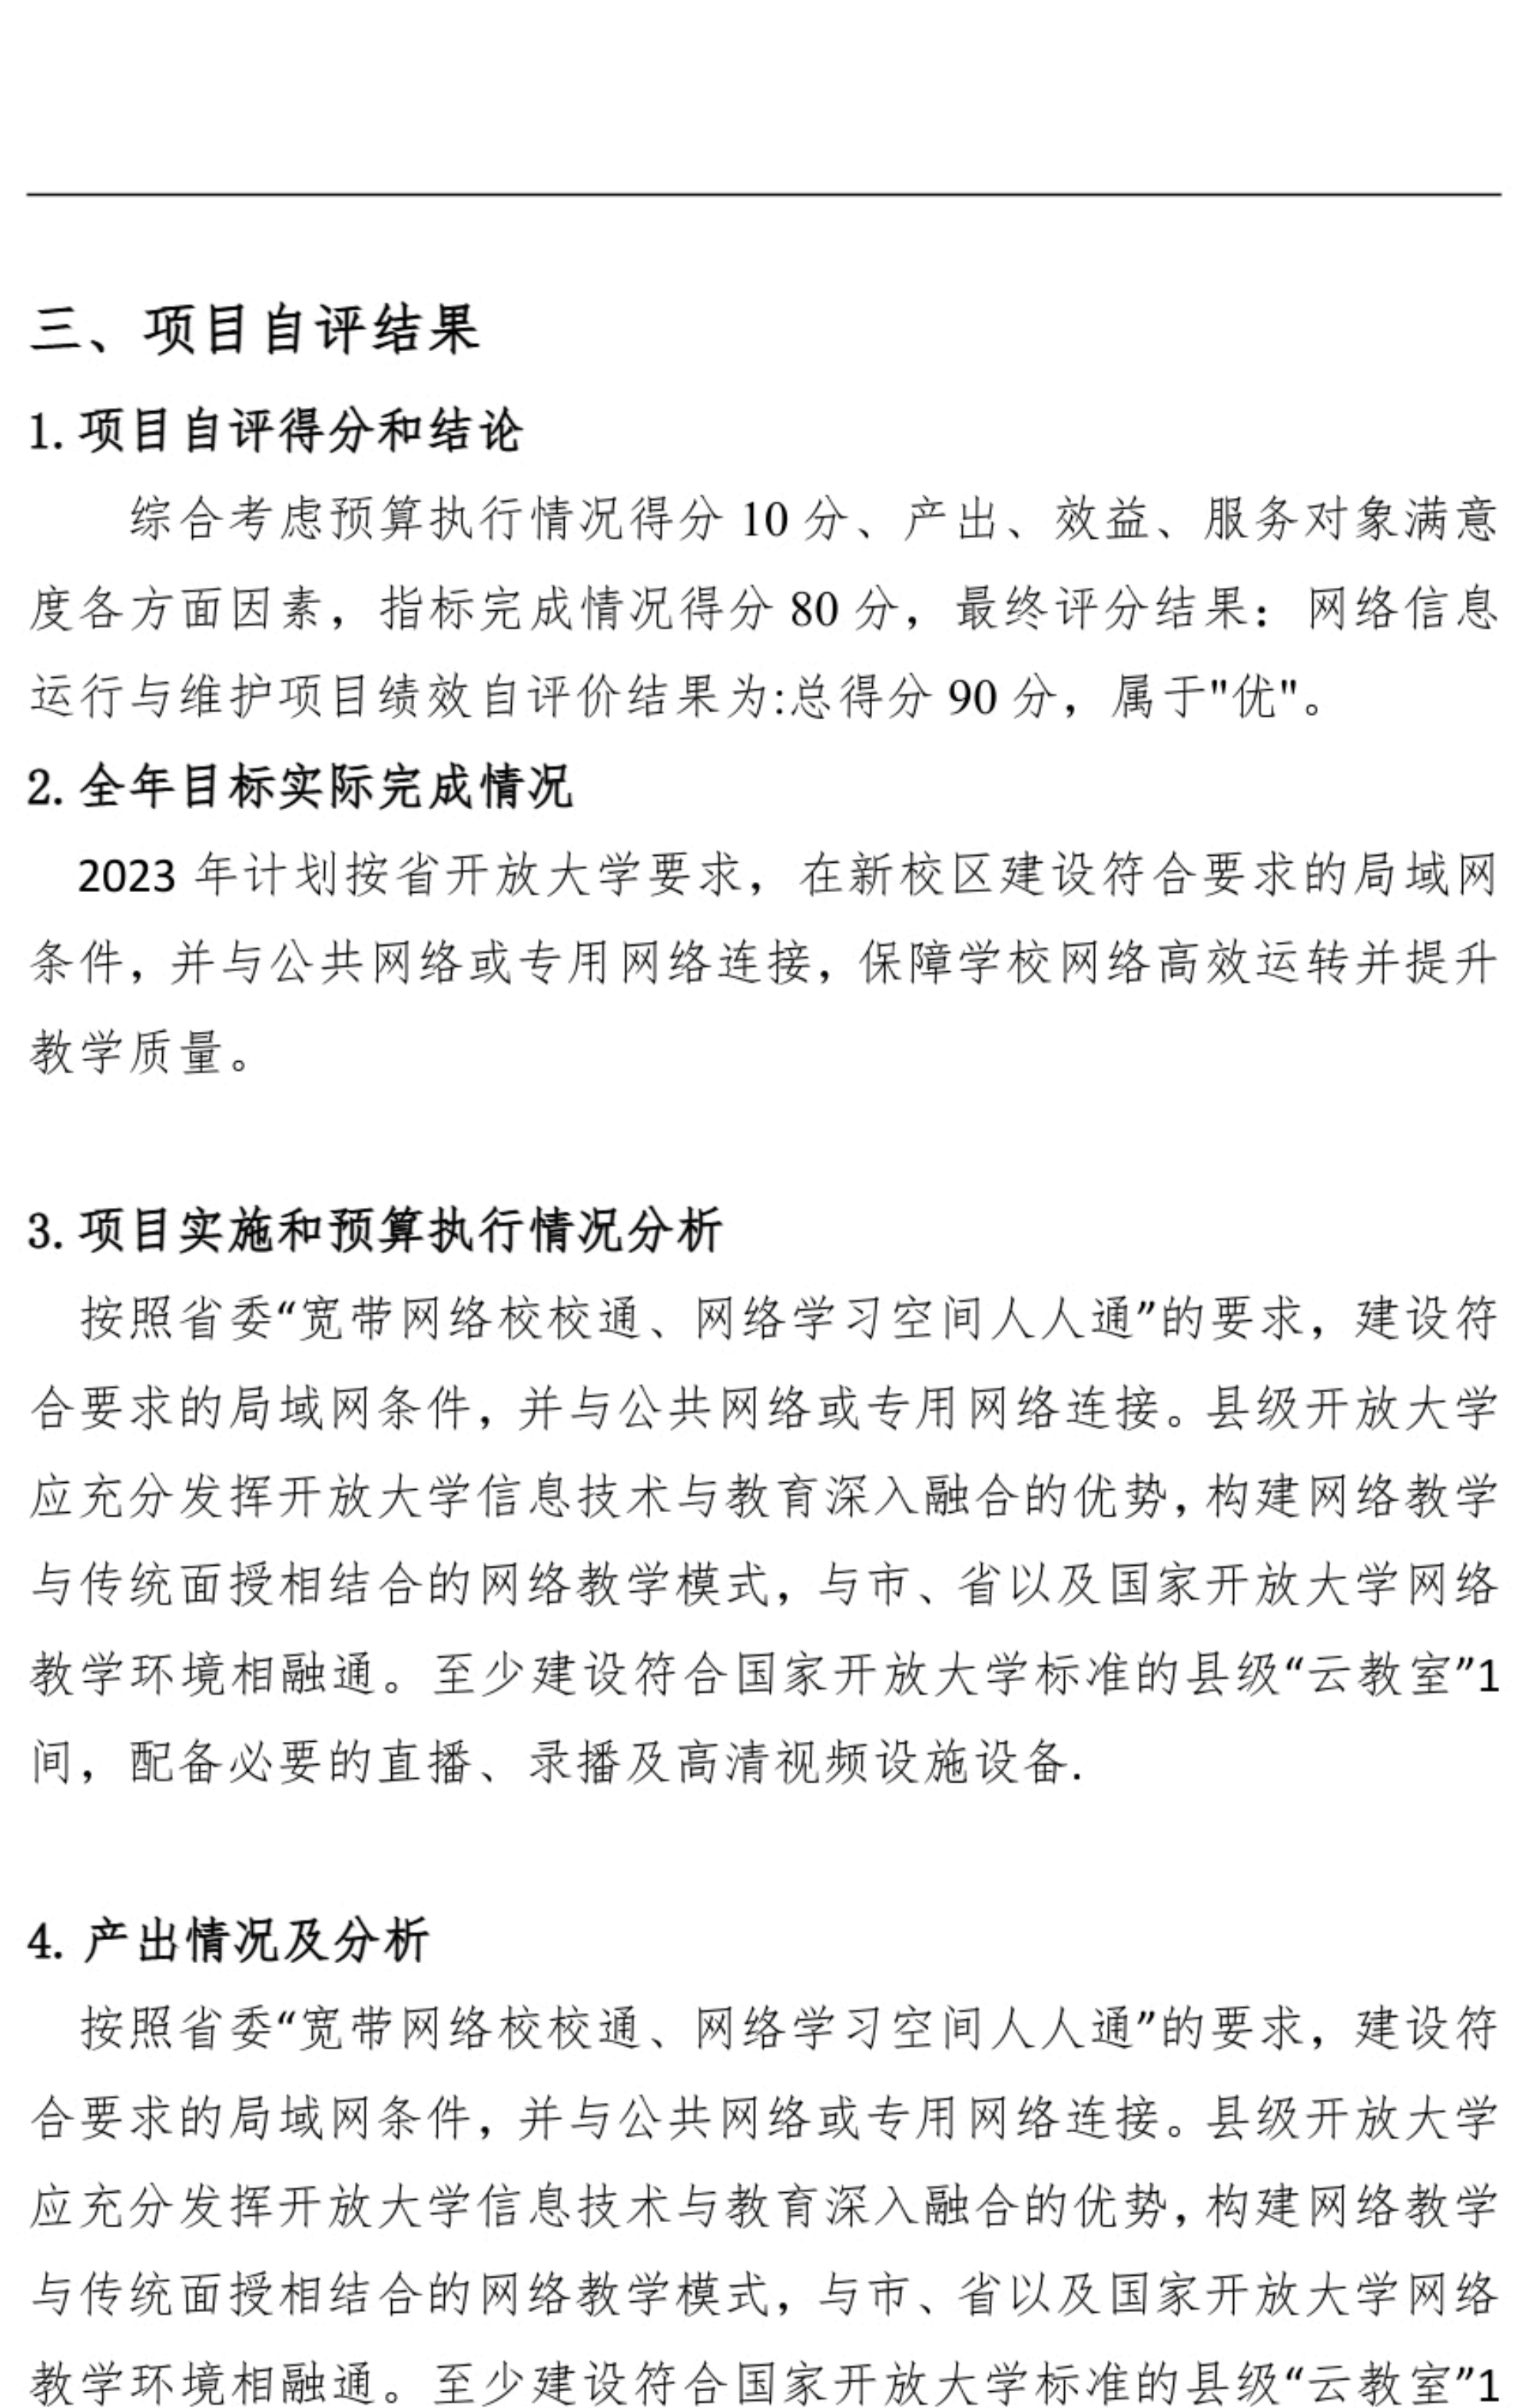 三、项目自评结果
1. 项目自评得分和结论
综合考虑预算执行情况得分 10 分、产出、效益、服务对象满意
度各方面因素，指标完成情况得分 80 分，最终评分结果：网络信息
运行与维护项目绩效自评价结果为:总得分 90 分，属于"优"。
2. 全年目标实际完成情况
2023 年计划按省开放大学要求，在新校区建设符合要求的局域网
条件，并与公共网络或专用网络连接，保障学校网络高效运转并提升
教学质量。
3. 项目实施和预算执行情况分析
按照省委“宽带网络校校通、网络学习空间人人通”的要求，建设符
合要求的局域网条件，并与公共网络或专用网络连接。县级开放大学
应充分发挥开放大学信息技术与教育深入融合的优势，构建网络教学
与传统面授相结合的网络教学模式，与市、省以及国家开放大学网络
教学环境相融通。至少建设符合国家开放大学标准的县级“云教室”1
间，配备必要的直播、录播及高清视频设施设备.
4. 产出情况及分析
按照省委“宽带网络校校通、网络学习空间人人通”的要求，建设符
合要求的局域网条件，并与公共网络或专用网络连接。县级开放大学
应充分发挥开放大学信息技术与教育深入融合的优势，构建网络教学
与传统面授相结合的网络教学模式，与市、省以及国家开放大学网络
教学环境相融通。至少建设符合国家开放大学标准的县级“云教室”1